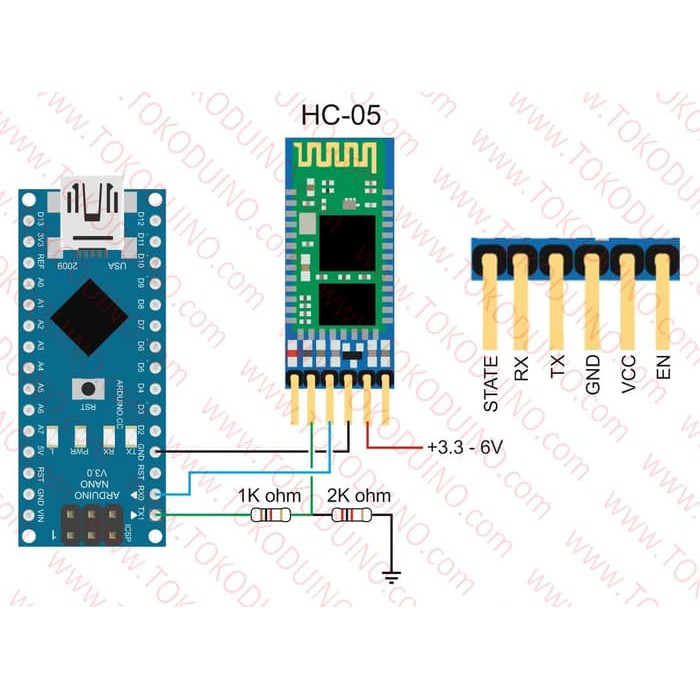 HC-05
D13
3V3
REF
A0
A1
A2
A3
A4
A5
A6
A7
5V
RST
GND
VIN
2009
USA
D12
D11
D10
D9
D8
D7
D6
D5
D4
D3
D2
GND
RST
RX0
TX1
RST
ARDUINO.CC
L
PWR
RX
TX
ARDUINO
NANO
V3.0
ICSP
1
+3.3 - 6V
1K ohm
2K ohm
STATE
RX
TX
GND
VCC
EN
www.TOKODUINO.com